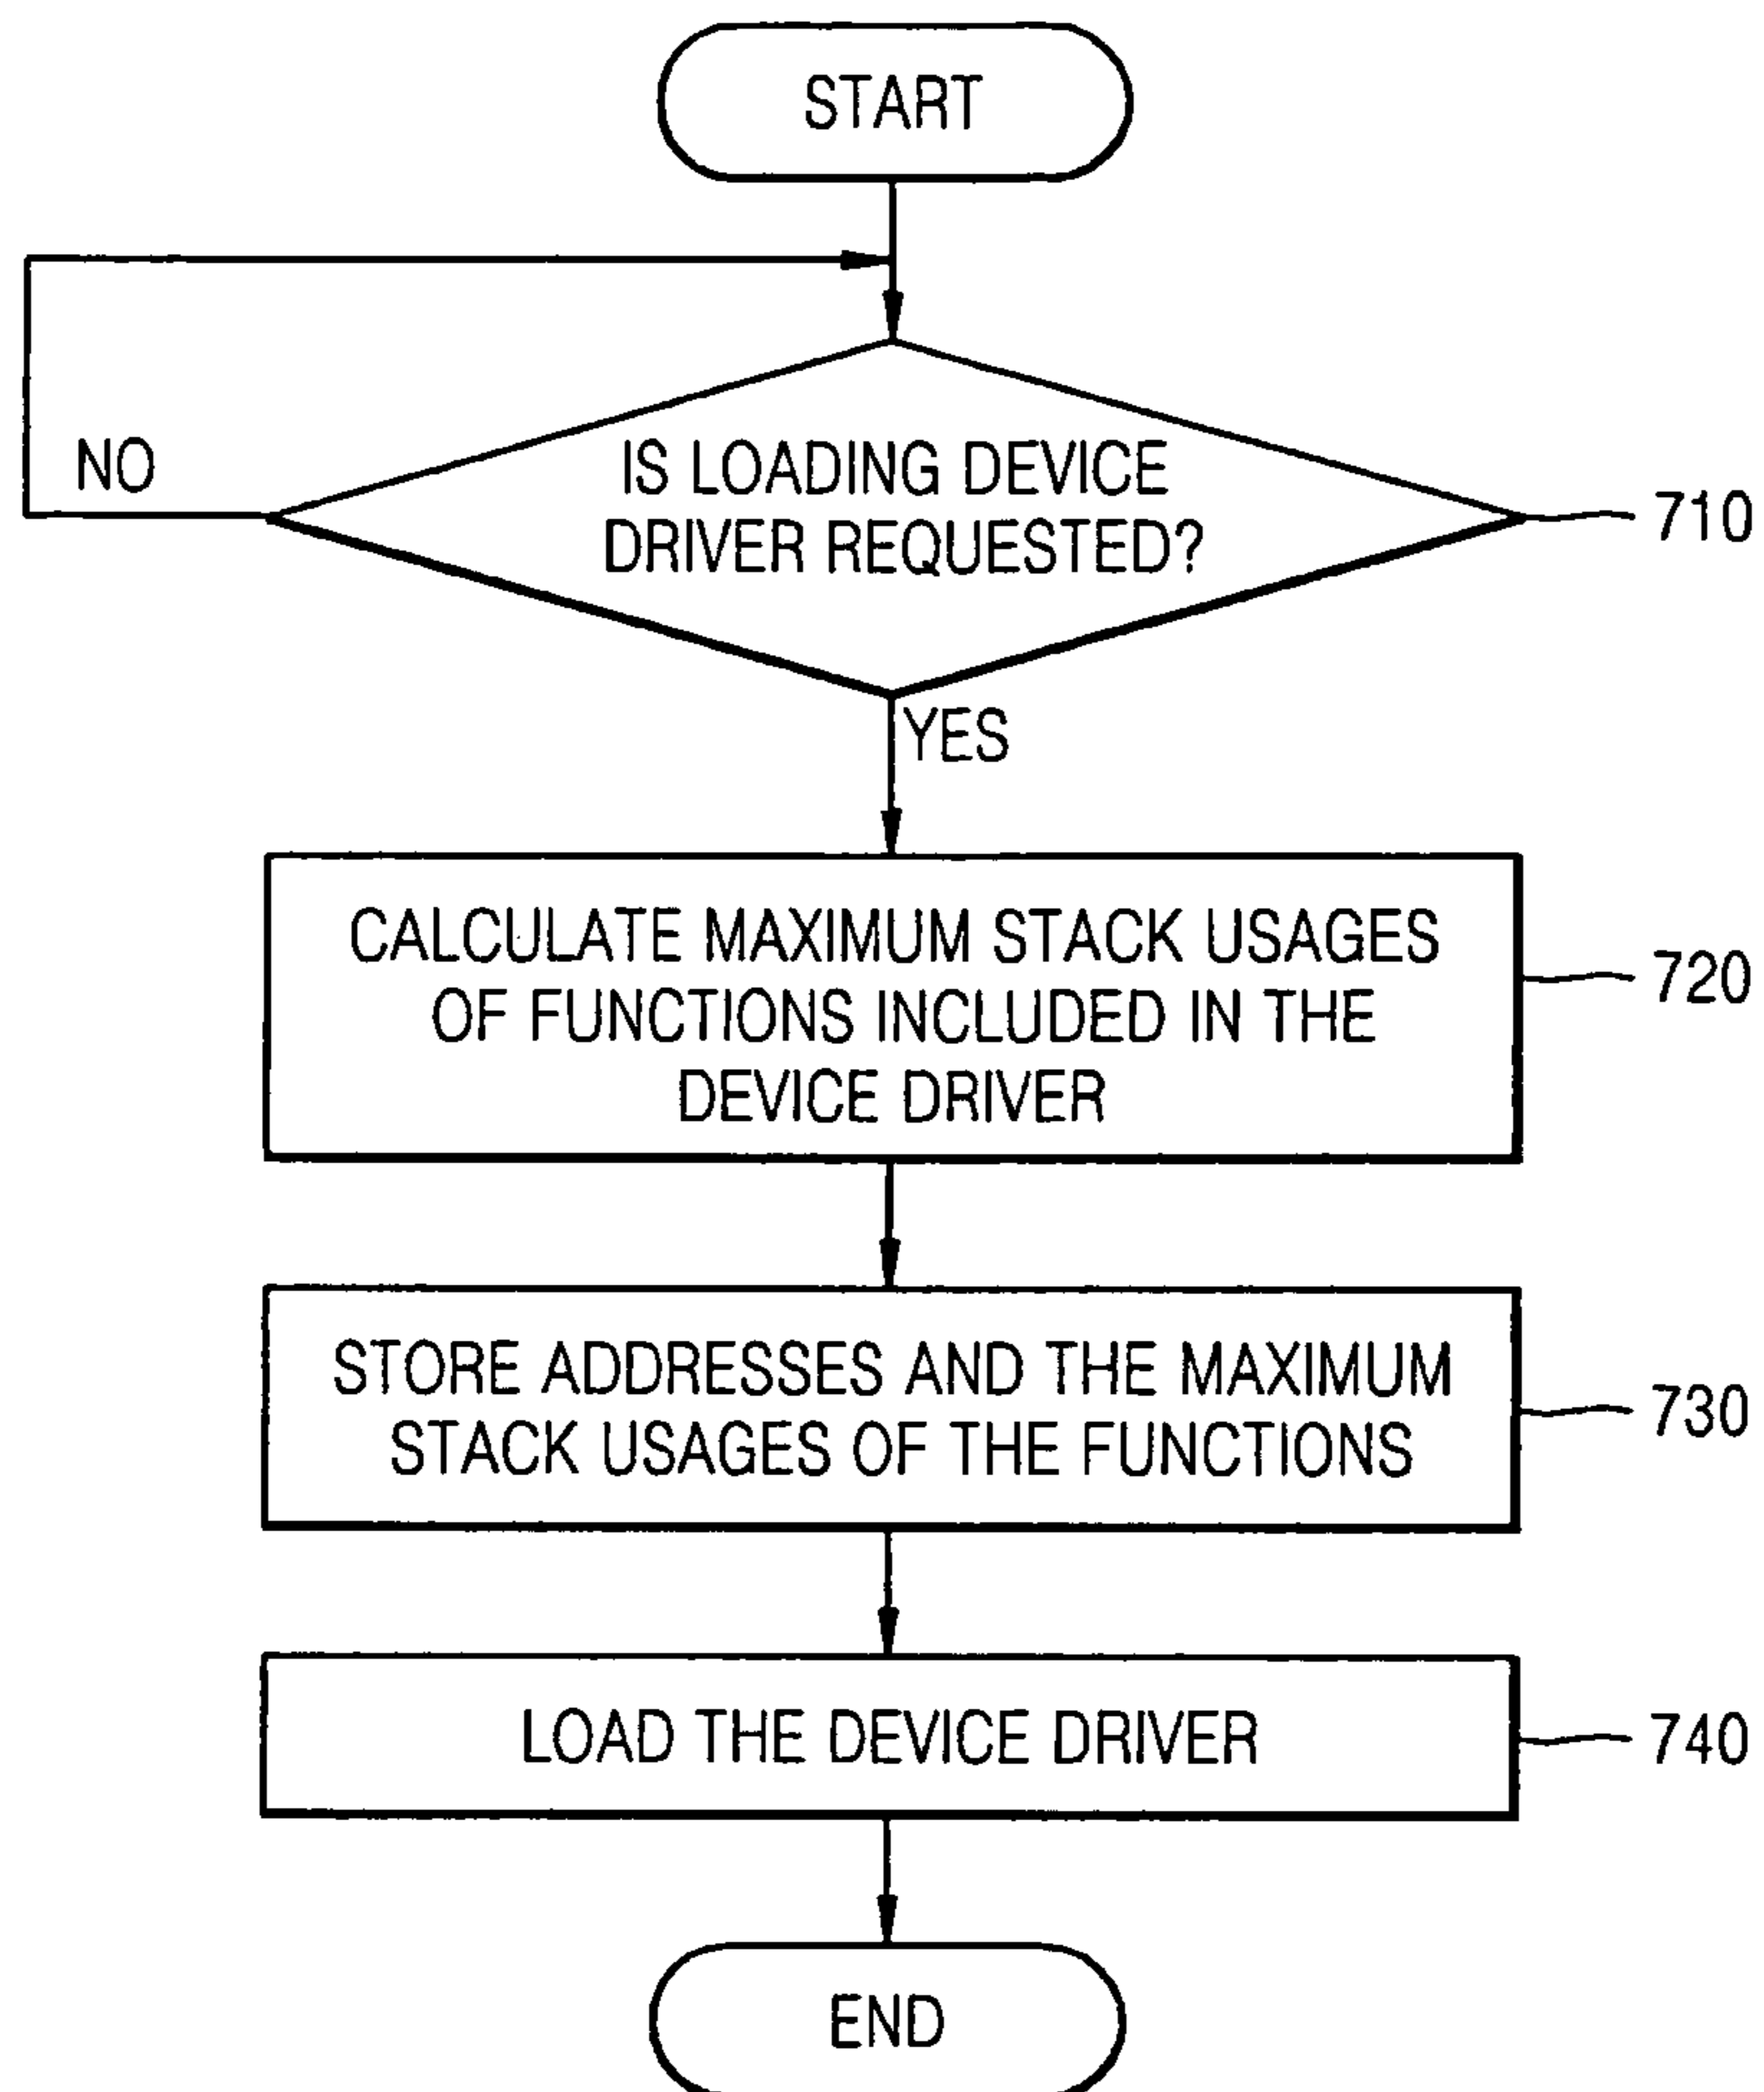 START
NO
IS LOADING DEVICE
DRIVER REQUESTED?
710
YES
CALCULATE MAXIMUM STACK USAGES
OF FUNCTIONS INCLUDED IN THE
DEVICE DRIVER
720
STORE ADDRESSES AND THE MAXIMUM
STACK USAGES OF THE FUNCTIONS
730
LOAD THE DEVICE DRIVER
740
END